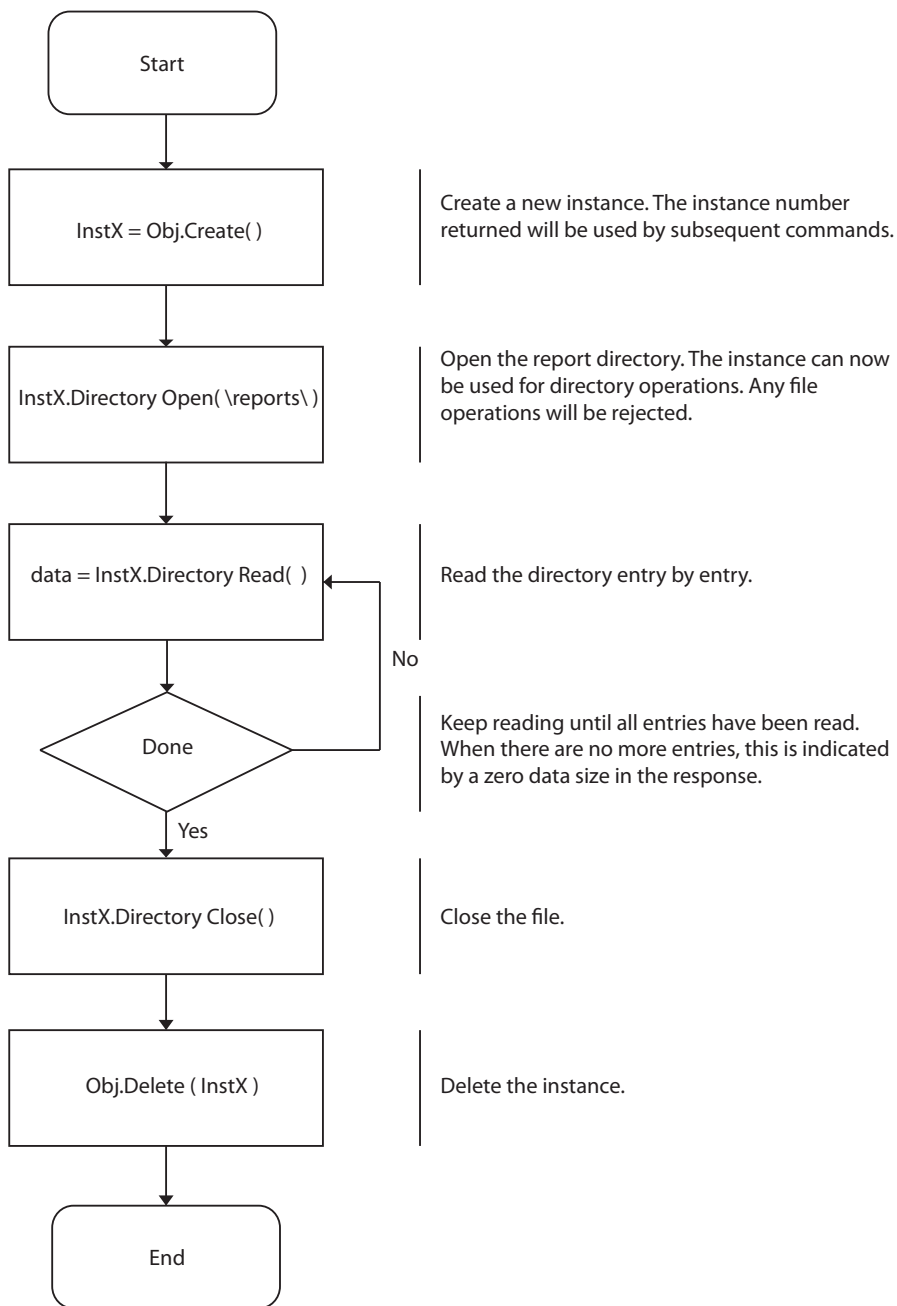 Start
InstX = Obj.Create( )
Create a new instance. The instance number
returned will be used by subsequent commands.
InstX.Directory Open( \reports\ )
Open the report directory. The instance can now
be used for directory operations. Any file
operations will be rejected.
data = InstX.Directory Read(  )
Read the directory entry by entry.
No
Done
Keep reading until all entries have been read.
When there are no more entries, this is indicated
by a zero data size in the response.
Yes
InstX.Directory Close( )
Close the file.
Obj.Delete ( InstX )
Delete the instance.
End